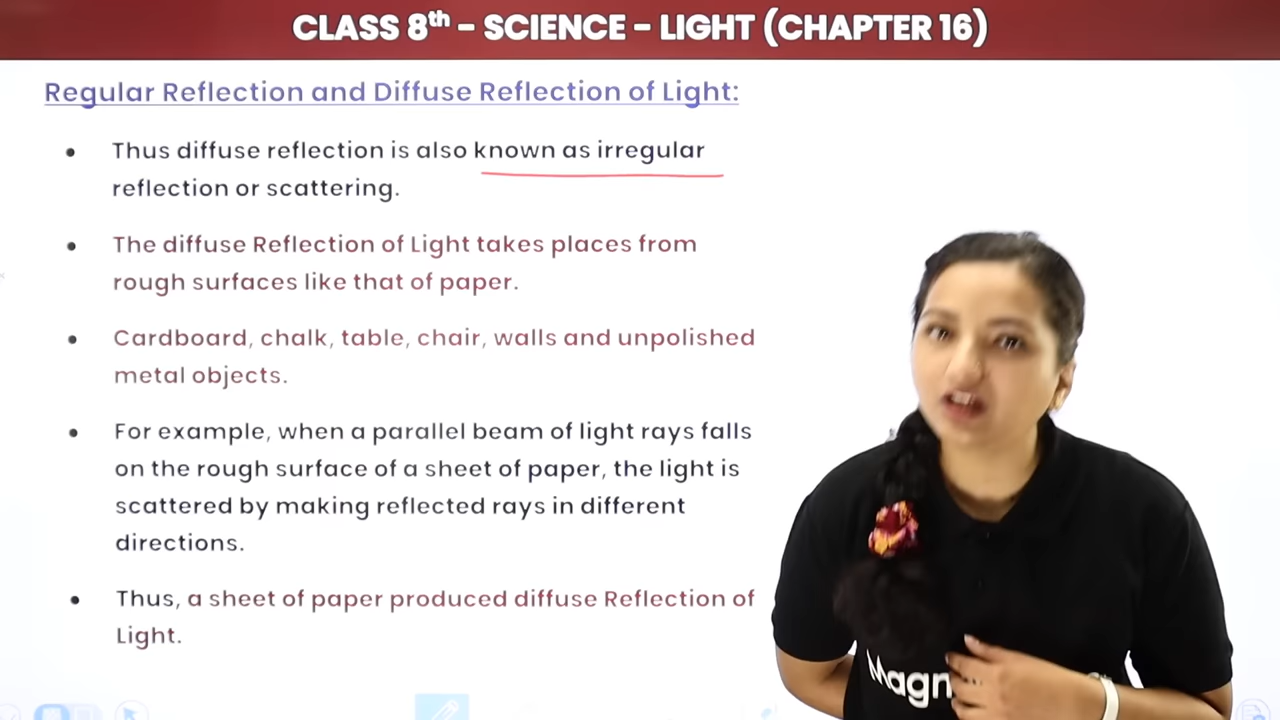 CLASS 8th - SCIENCE - LIGHT (CHAPTER 16)
Regular Reflection and Diffuse Reflection of Light:
• Thus diffuse reflection is also known as irregular
reflection or scattering.
• The diffuse Reflection of Light takes places from
rough surfaces like that of paper.
• Cardboard, chalk, table, chair, walls and unpolished
metal objects.
• For example, when a parallel beam of light rays falls
on the rough surface of a sheet of paper, the light is
scattered by making reflected rays in different
directions.
• Thus, a sheet of paper produced diffuse Reflection of
Light.
Magn